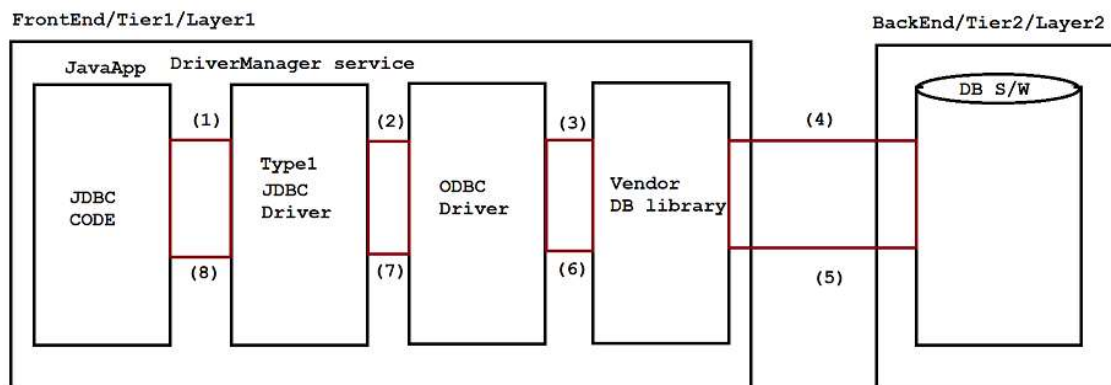 FrontEnd/Tier1/Layer1
BackEnd/Tier2/Layer2
JavaApp
DriverManager service
DB S/W
(1)
(2)
(3)
(4)
Type1
JDBC
Driver
JDBC
CODE
ODBC
Driver
Vendor
DB library
(8)
(7)
(6)
(5)